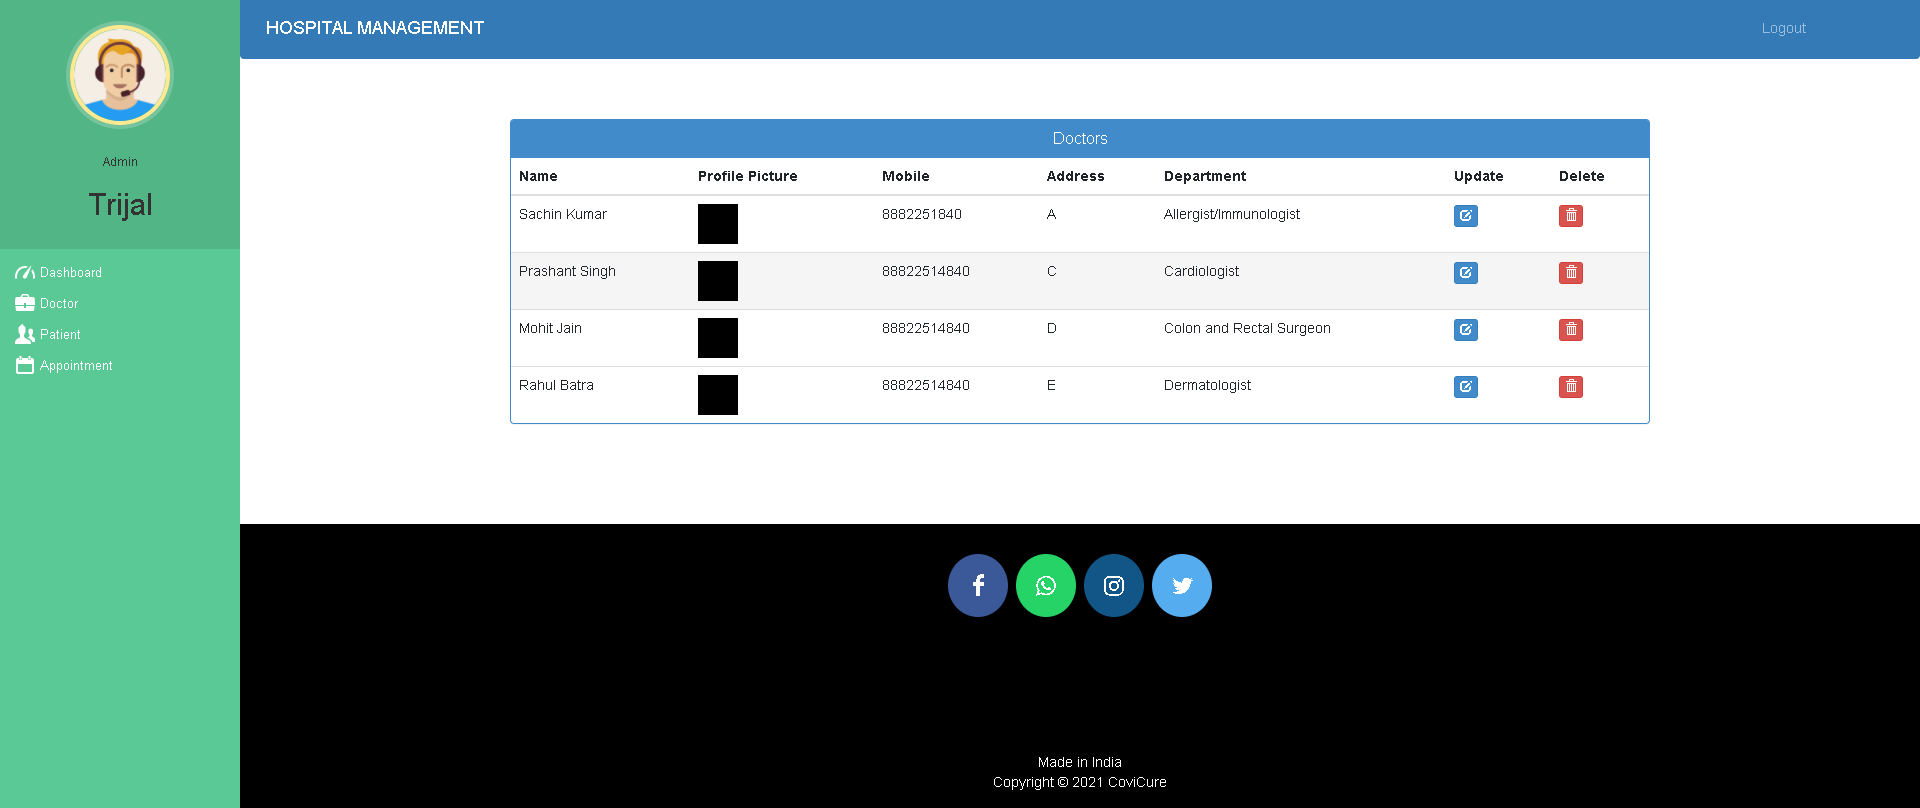 HOSPITAL MANAGEMENT
Logout
Admin
Trijal
Dashboard
Doctor
Patient
Appointment
Doctors
Name Profile Picture Mobile Address Department Update Delete
Sachin Kumar 8882251840 A Allergist/Immunologist
Prashant Singh 88822514840 C Cardiologist
Mohit Jain 88822514840 D Colon and Rectal Surgeon
Rahul Batra 88822514840 E Dermatologist
Made in India
Copyright © 2021 CoviCure